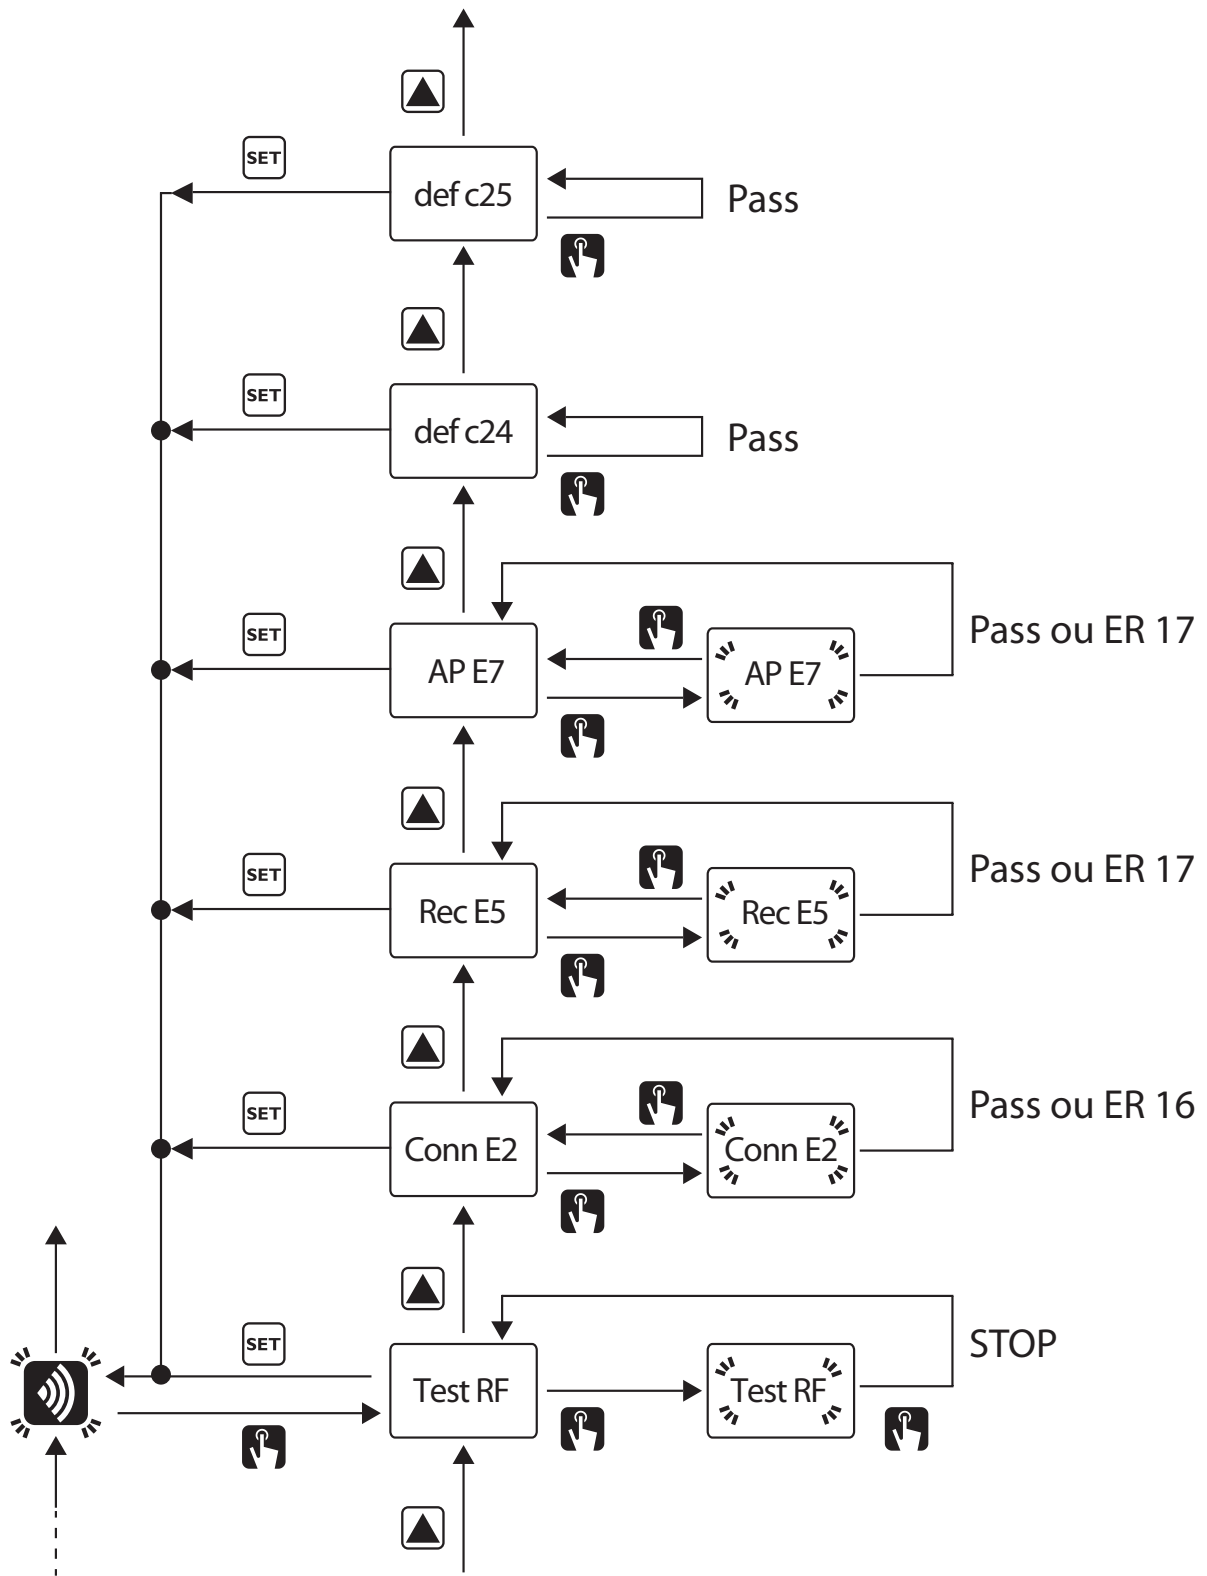 SET
def c25
Pass
SET
def c24
Pass
SET
AP E7
AP E7
Pass ou ER 17
SET
Rec E5
Rec E5
Pass ou ER 17
SET
Conn E2
Conn E2
Pass ou ER 16
SET
Test RF
Test RF
STOP